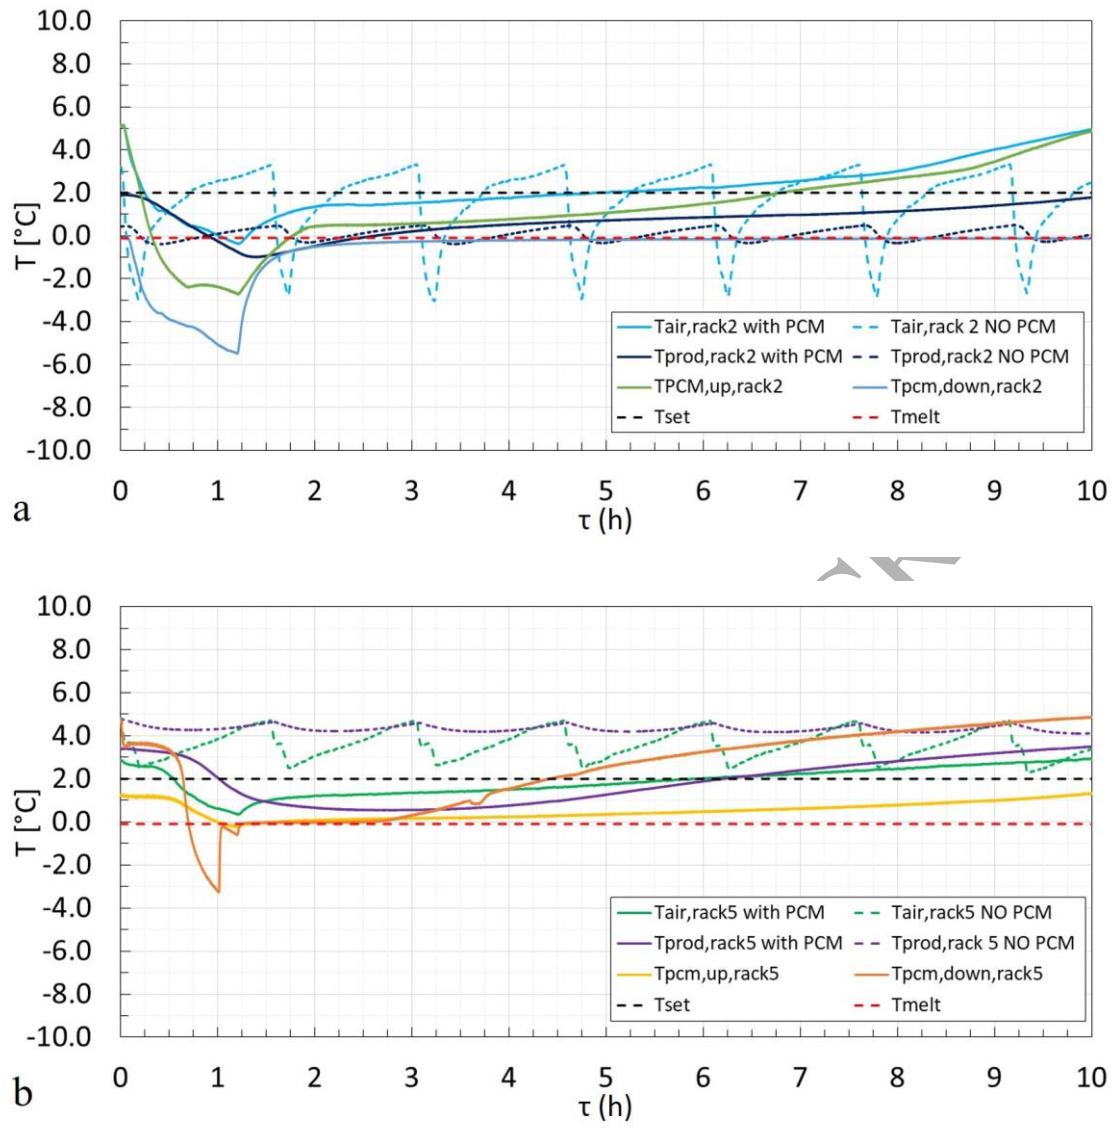 10.0
8.0
6.0
4.0
2.0
0.0
-2.0
-4.0
-6.0
-8.0
-10.0
T [°C]
Tair,rack2 with PCM
Tair,rack 2 NO PCM
Tprod,rack2 with PCM
Tprod,rack2 NO PCM
TPCM,up,rack2
Tpcm,down,rack2
Tset
Tmelt
0 1 2 3 4 5 6 7 8 9 10
τ (h)
a
10.0
8.0
6.0
4.0
2.0
0.0
-2.0
-4.0
-6.0
-8.0
-10.0
T [°C]
Tair,rack5 with PCM
Tair,rack5 NO PCM
Tprod,rack5 with PCM
Tprod,rack 5 NO PCM
Tpcm,up,rack5
Tpcm,down,rack5
Tset
Tmelt
0 1 2 3 4 5 6 7 8 9 10
τ (h)
b